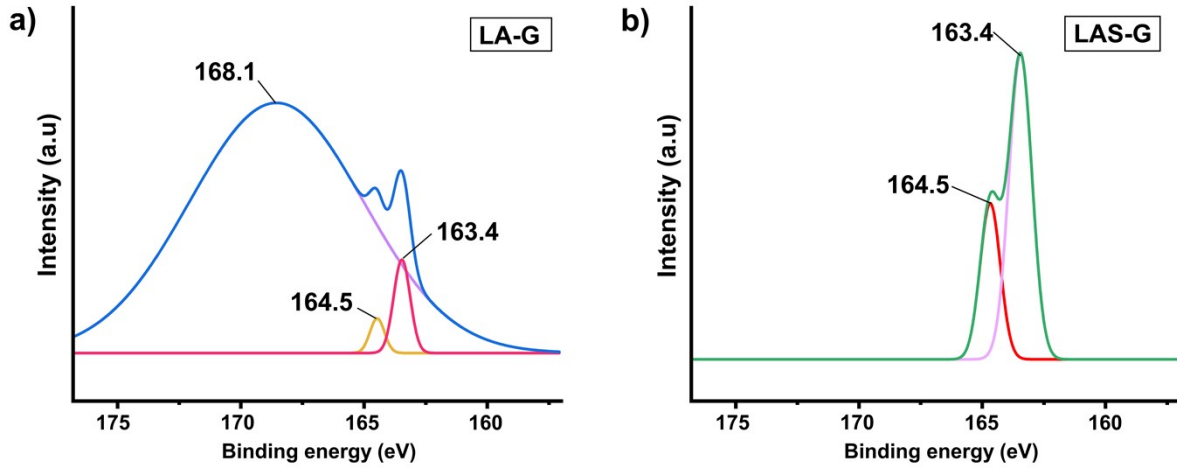 a)
LA-G
168.1
163.4
164.5
Intensity (a.u)
175
170
165
160
Binding energy (eV)
b)
LAS-G
163.4
164.5
Intensity (a.u)
175
170
165
160
Binding energy (eV)